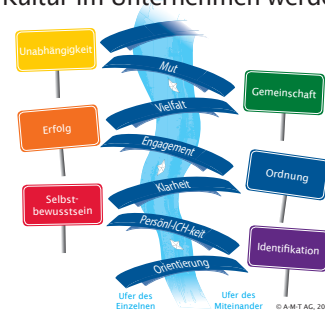 Kultur im Unternehmen werde
Unabhängigkeit
Mut
Gemeinschaft
Vielfalt
Erfolg
Engagement
Ordnung
Klarheit
Selbst-
bewusstsein
Persönl-ICH-keit
Identifikation
Orientierung
Ufer des
Einzelnen
Ufer des
Miteinander
© A-M-T AG, 20